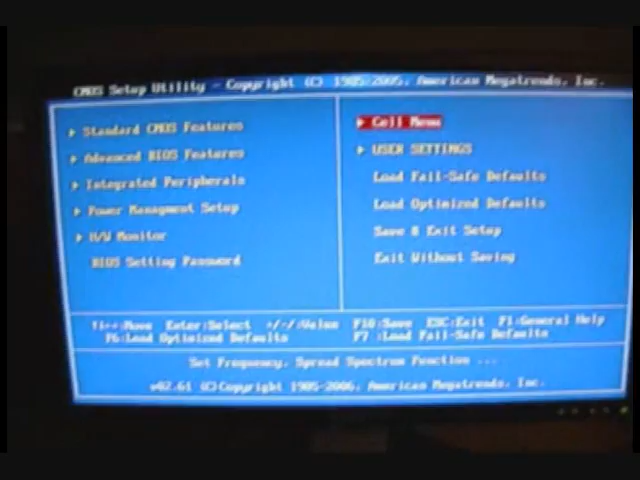 CMOS Setup Utility - Copyright (C) 1985-2005, American Megatrends, Inc.
Standard CMOS Features
Advanced BIOS Features
Integrated Peripherals
Power Managment Setup
H/W Monitor
BIOS Setting Password
Cell Menu
USER SETTINGS
Load Fail-Safe Defaults
Load Optimized Defaults
Save & Exit Setup
Exit Without Saving
:Move Enter:Select +/-/:Value F10:Save ESC:Exit F1:General Help
F6:Load Optimized Defaults F7 :Load Fail-Safe Defaults
Set Frequency, Spread Spectrum Function ...
v02.61 (C)Copyright 1985-2006, American Megatrends, Inc.